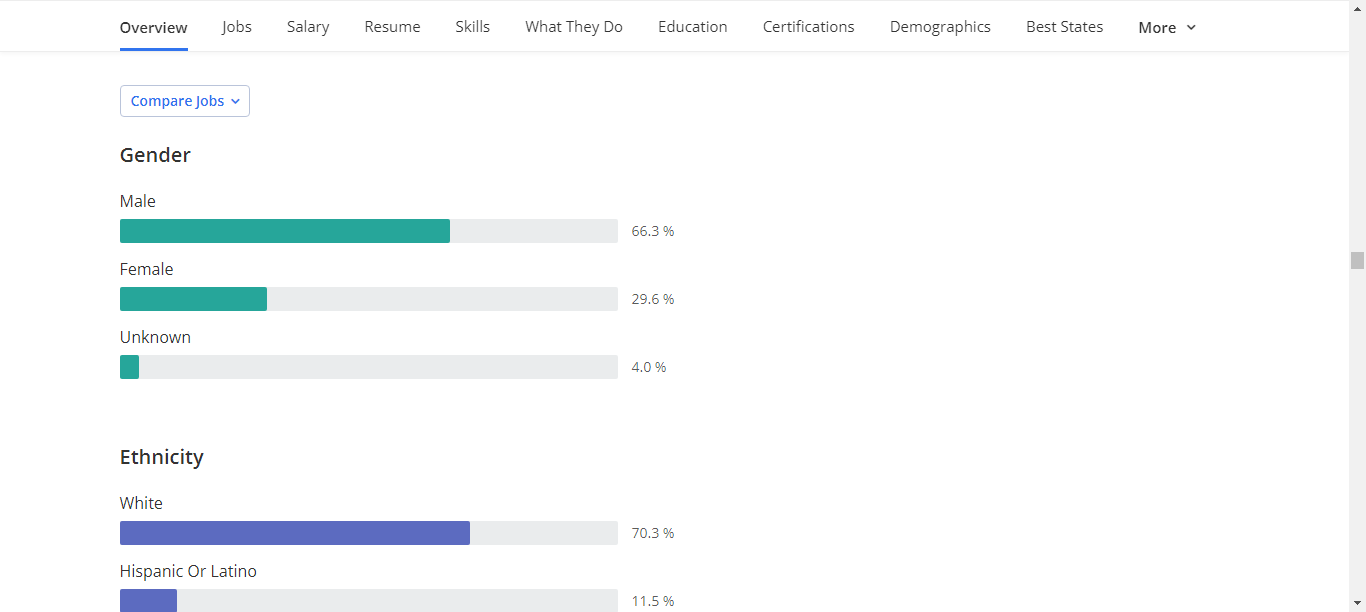 Overview Jobs Salary Resume Skills What They Do Education Certifications Demographics Best States More
Compare Jobs
Gender
Male
66.3 %
Female
29.6 %
Unknown
4.0 %
Ethnicity
White
70.3 %
Hispanic Or Latino
11.5 %